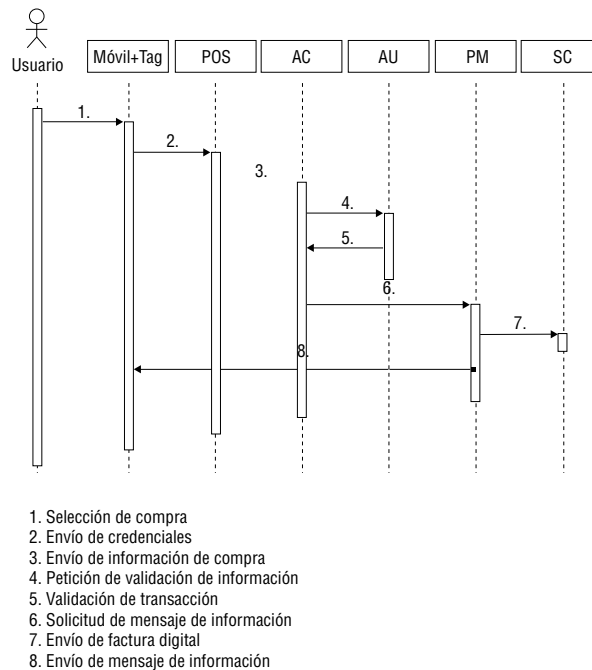 Usuario
Móvil+Tag
POS
AC
AU
PM
SC
1.
2.
3.
4.
5.
6.
7.
8.
1. Selección de compra
2. Envío de credenciales
3. Envío de información de compra
4. Petición de validación de información
5. Validación de transacción
6. Solicitud de mensaje de información
7. Envío de factura digital
8. Envío de mensaje de información